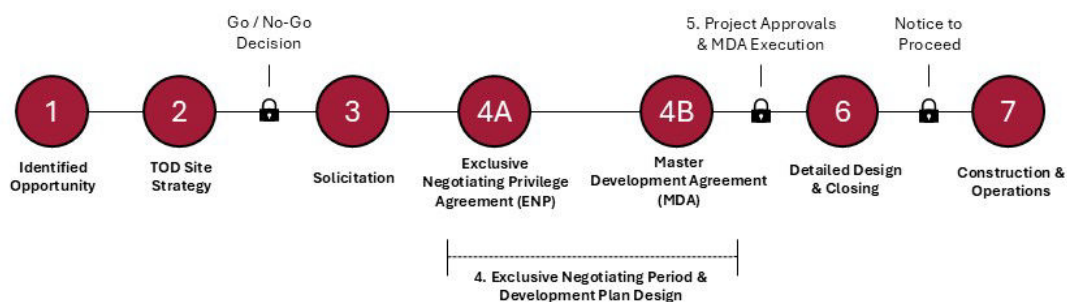 Go / No-Go
Decision
5. Project Approvals
& MDA Execution
Notice to
Proceed
1
2
3
4A
4B
6
7
Identified
Opportunity
TOD Site
Strategy
Solicitation
Exclusive
Negotiating Privilege
Agreement (ENP)
Master
Development Agreement
(MDA)
Detailed Design
& Closing
Construction &
Operations
4. Exclusive Negotiating Period &
Development Plan Design